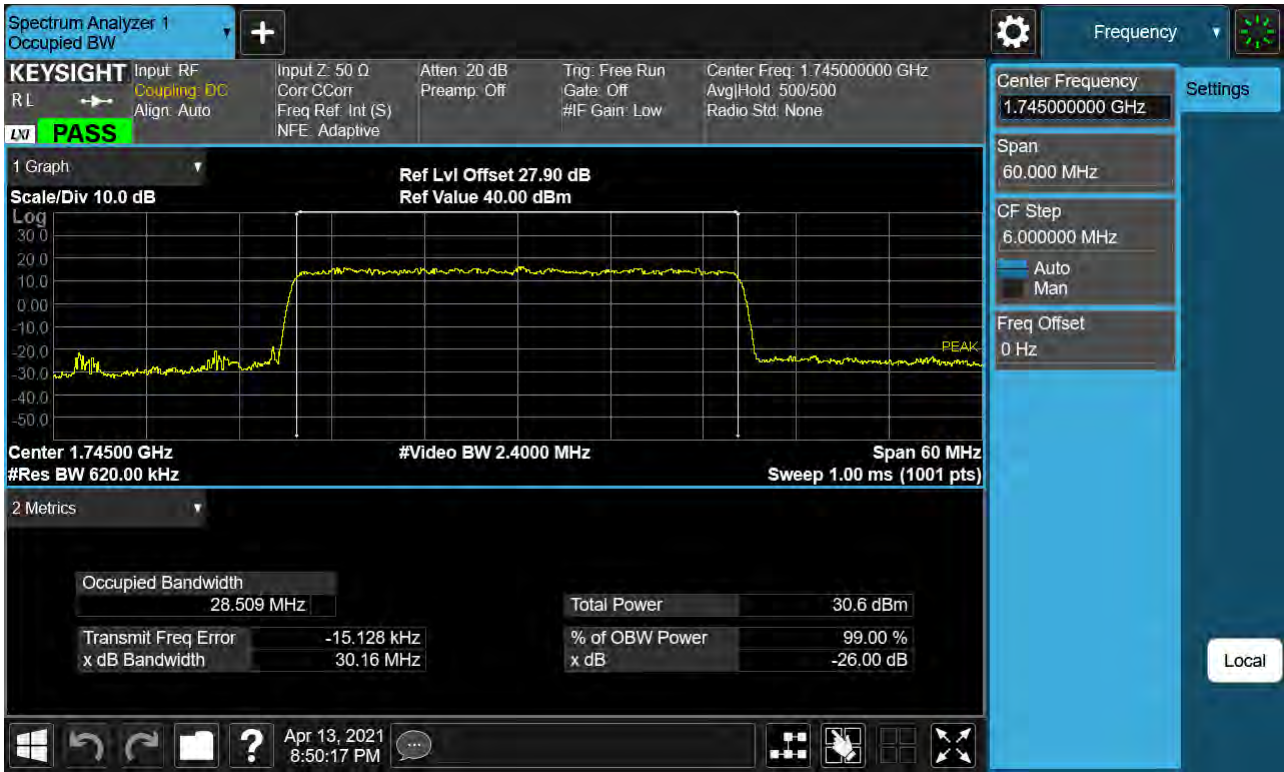 Spectrum Analyzer 1
Occupied BW
+
Frequency
KEYSIGHT
R L
LXI
PASS
Input: RF
Coupling: DC
Align: Auto
Input Z: 50 Ω
Corr CCorr
Freq Ref: Int (S)
NFE: Adaptive
Atten: 20 dB
Preamp: Off
Trig: Free Run
Gate: Off
#IF Gain: Low
Center Freq: 1.745000000 GHz
Avg|Hold: 500/500
Radio Std: None
Center Frequency
1.745000000 GHz
Settings
Span
60.000 MHz
CF Step
6.000000 MHz
Auto
Man
Freq Offset
0 Hz
Local
1 Graph
Scale/Div 10.0 dB
Ref Lvl Offset 27.90 dB
Ref Value 40.00 dBm
Log
30.0
20.0
10.0
0.00
-10.0
-20.0
-30.0
-40.0
-50.0
PEAK
Center 1.74500 GHz
#Video BW 2.4000 MHz
Span 60 MHz
#Res BW 620.00 kHz
Sweep 1.00 ms (1001 pts)
2 Metrics
Occupied Bandwidth
28.509 MHz
Total Power 30.6 dBm
Transmit Freq Error -15.128 kHz
% of OBW Power 99.00 %
x dB Bandwidth 30.16 MHz
x dB -26.00 dB
?
Apr 13, 2021
8:50:17 PM